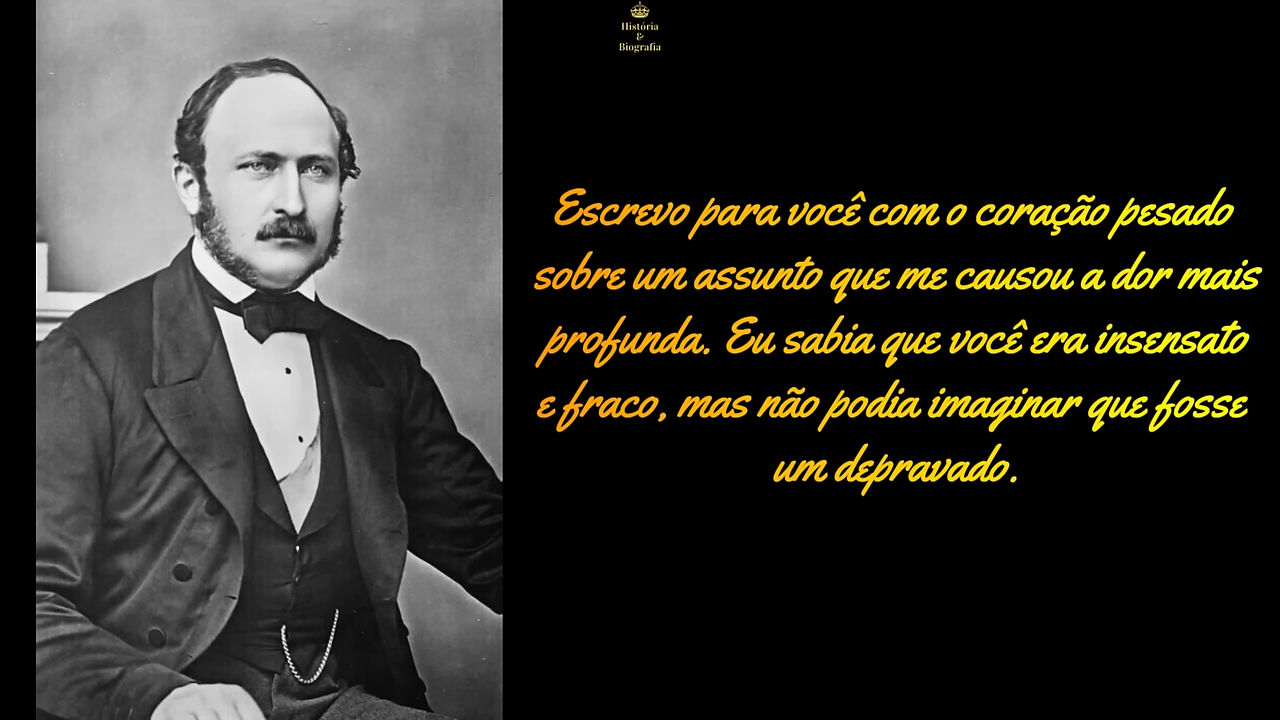 História
&
Biografia
Escrevo para você com o coração pesado
sobre um assunto que me causou a dor mais
profunda. Eu sabia que você era insensato
e fraco, mas não podia imaginar que fosse
um depravado.